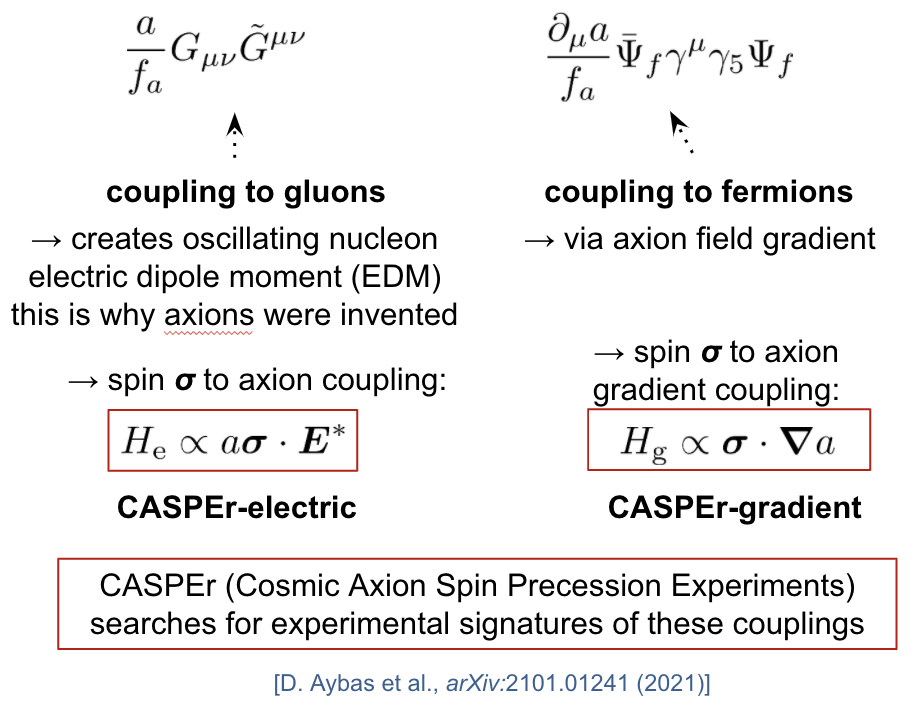 a/f_a G_μν G̃^μν
∂_μ a/f_a Ψ̄_f γ^μ γ_5 Ψ_f
coupling to gluons
→ creates oscillating nucleon
electric dipole moment (EDM)
this is why axions were invented
→ spin σ to axion coupling:
H_e ∝ aσ · E*
CASPEr-electric
coupling to fermions
→ via axion field gradient
→ spin σ to axion
gradient coupling:
H_g ∝ σ · ∇a
CASPEr-gradient
CASPEr (Cosmic Axion Spin Precession Experiments)
searches for experimental signatures of these couplings
[D. Aybas et al., arXiv:2101.01241 (2021)]